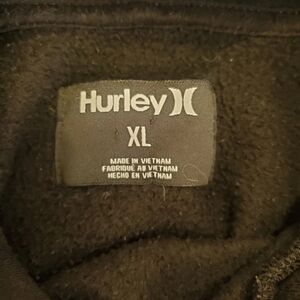 Hurley
XL
MADE IN VIETNAM
FABRIQUÉ AU VIETNAM
HECHO EN VIETNAM